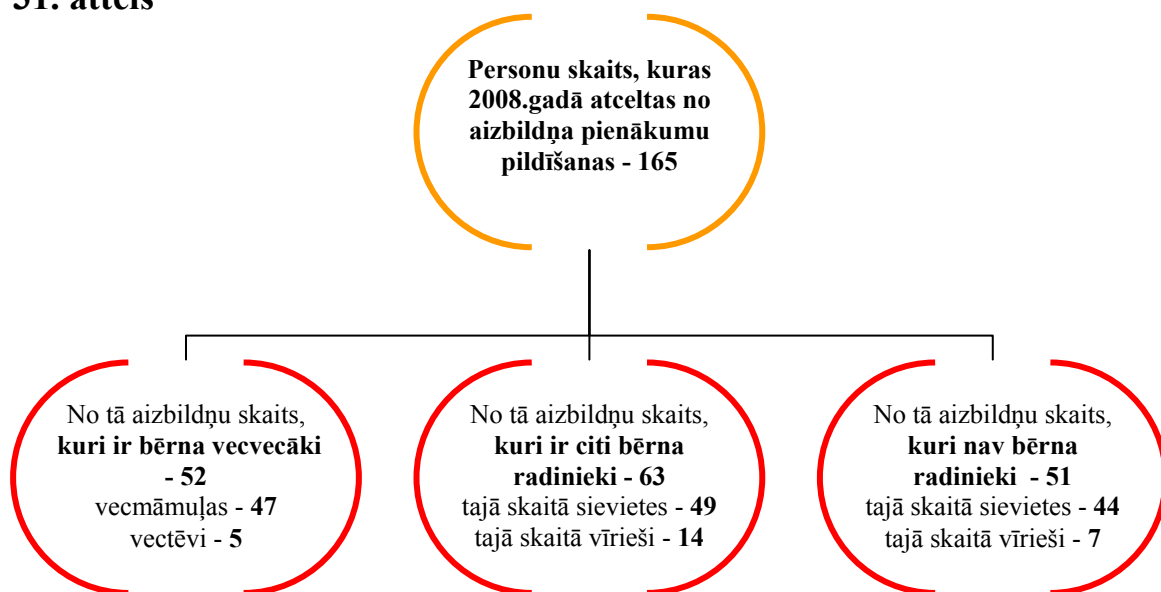 31. attēls
Personu skaits, kuras
2008.gadā atceltas no
aizbildņa pienākumu
pildīšanas - 165
No tā aizbildņu skaits,
kuri ir bērna vecvecāki
- 52
vecmāmuļas - 47
vectēvi - 5
No tā aizbildņu skaits,
kuri ir citi bērna
radinieki - 63
tajā skaitā sievietes - 49
tajā skaitā vīrieši - 14
No tā aizbildņu skaits,
kuri nav bērna
radinieki - 51
tajā skaitā sievietes - 44
tajā skaitā vīrieši - 7